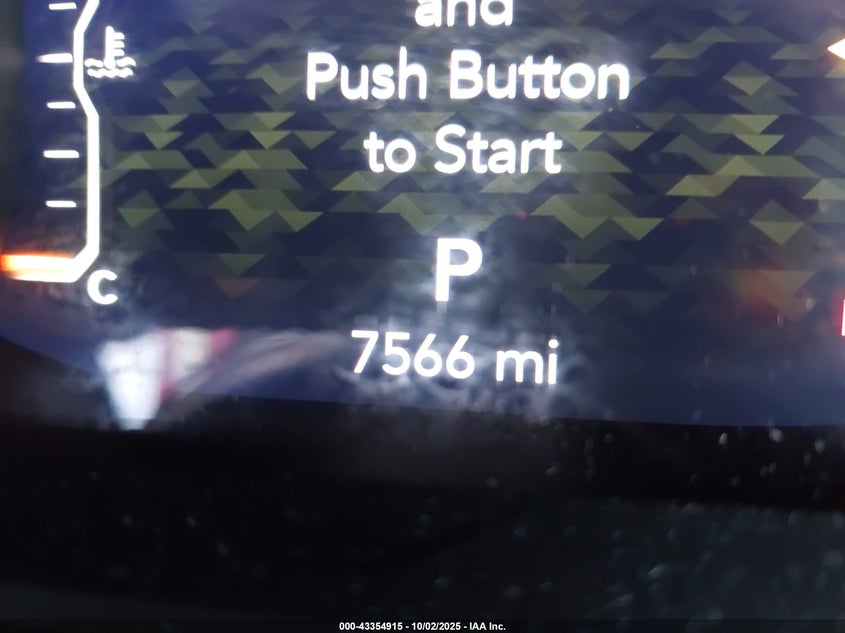 and
Push Button
to Start
P
C
7566 mi
000-43354915 - 10/02/2025 - IAA Inc.